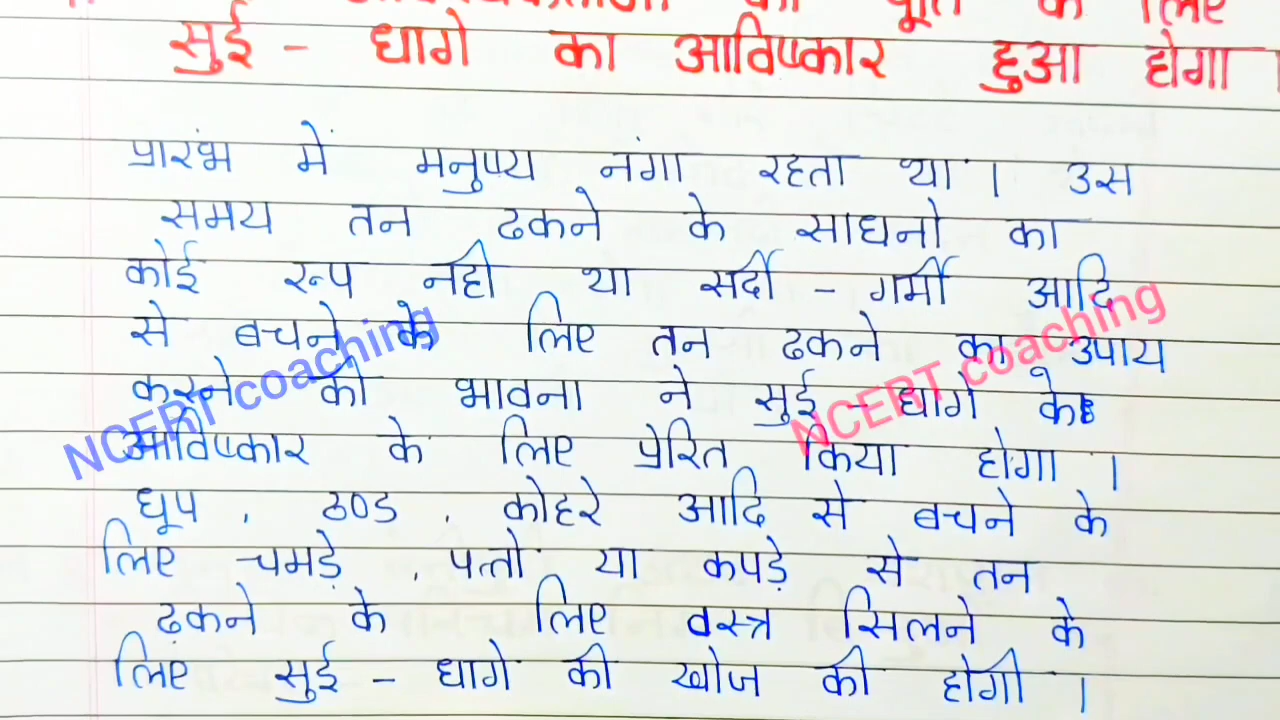 की पूर्ति के लिए
सुई - धागे का आविष्कार हुआ होगा।
प्रारंभ में मनुष्य नंगा रहता था। उस
समय तन ढकने के साधनो का
कोई रूप नही था सर्दी - गर्मी आदि
से बचने के लिए तन ढकने का उपाय
करने की भावना ने सुई - धागे के
आविष्कार के लिए प्रेरित किया होगा।
धूप , ठण्ड , कोहरे आदि से बचने के
लिए चमड़े , पत्तो या कपड़े से तन
ढ़कने के लिए वस्त्र सिलने के
लिए सुई - धागे की खोज की होगी।
NCERT coaching
NCERT coaching